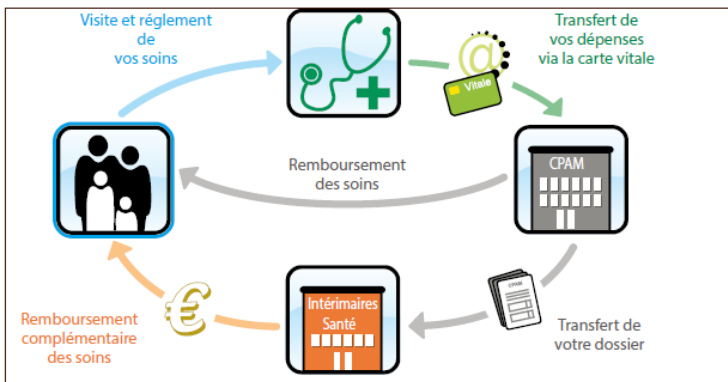 Visite et réglement
de
vos soins
Transfert de
vos dépenses
via la carte vitale
@
Vitale
CPAM
Remboursement
des soins
CPAM
Transfert de
votre dossier
Intérimaires
Santé
€
Remboursement
complémentaire
des soins